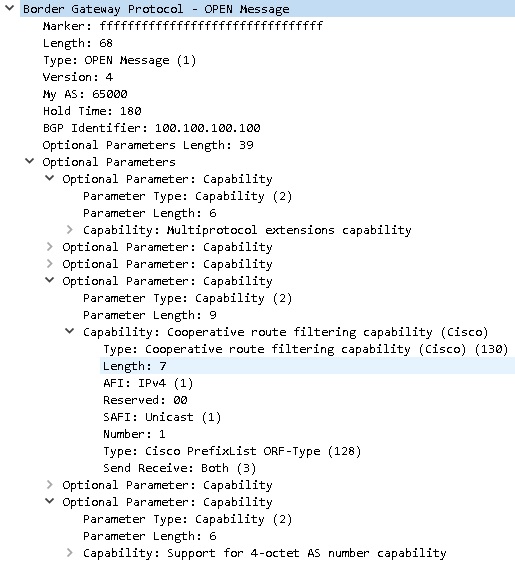 Border Gateway Protocol - OPEN Message
Marker: ffffffffffffffffffffffffffffffff
Length: 68
Type: OPEN Message (1)
Version: 4
My AS: 65000
Hold Time: 180
BGP Identifier: 100.100.100.100
Optional Parameters Length: 39
Optional Parameters
Optional Parameter: Capability
Parameter Type: Capability (2)
Parameter Length: 6
Capability: Multiprotocol extensions capability
Optional Parameter: Capability
Optional Parameter: Capability
Optional Parameter: Capability
Parameter Type: Capability (2)
Parameter Length: 9
Capability: Cooperative route filtering capability (Cisco)
Type: Cooperative route filtering capability (Cisco) (130)
Length: 7
AFI: IPv4 (1)
Reserved: 00
SAFI: Unicast (1)
Number: 1
Type: Cisco PrefixList ORF-Type (128)
Send Receive: Both (3)
Optional Parameter: Capability
Optional Parameter: Capability
Parameter Type: Capability (2)
Parameter Length: 6
Capability: Support for 4-octet AS number capability